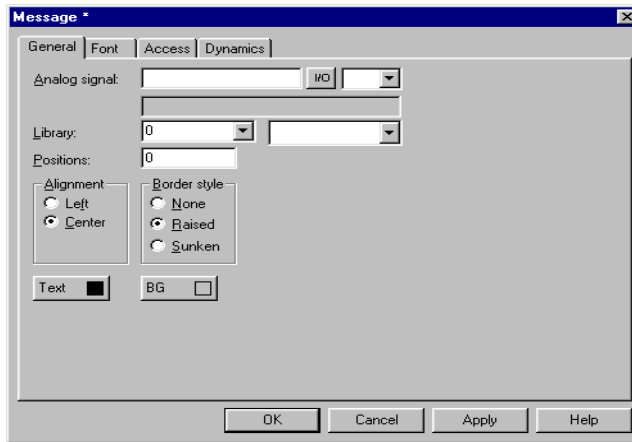 Message *
General Font Access Dynamics
Analog signal: I/O
Library: 0
Positions: 0
Alignment Border style
Left None
Center Raised
Sunken
Text BG
OK Cancel Apply Help